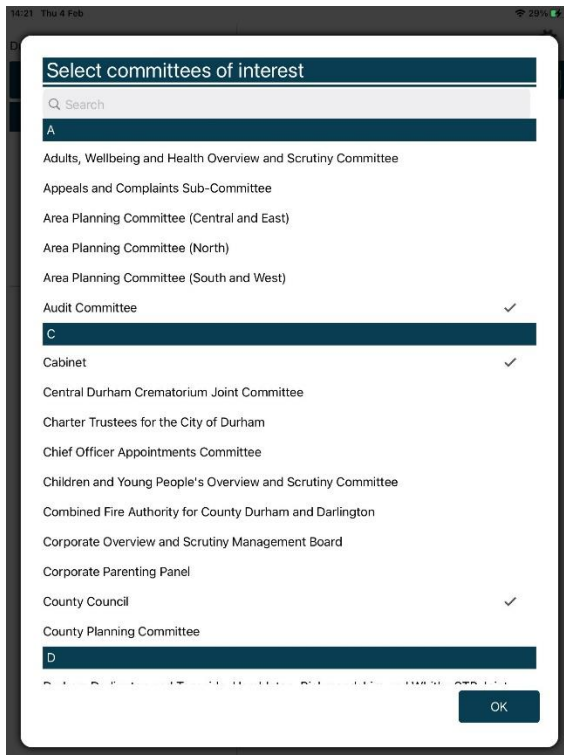 14:21 Thu 4 Feb
29%
Select committees of interest
Search
A
Adults, Wellbeing and Health Overview and Scrutiny Committee
Appeals and Complaints Sub-Committee
Area Planning Committee (Central and East)
Area Planning Committee (North)
Area Planning Committee (South and West)
Audit Committee
C
Cabinet
Central Durham Crematorium Joint Committee
Charter Trustees for the City of Durham
Chief Officer Appointments Committee
Children and Young People's Overview and Scrutiny Committee
Combined Fire Authority for County Durham and Darlington
Corporate Overview and Scrutiny Management Board
Corporate Parenting Panel
County Council
County Planning Committee
D
OK